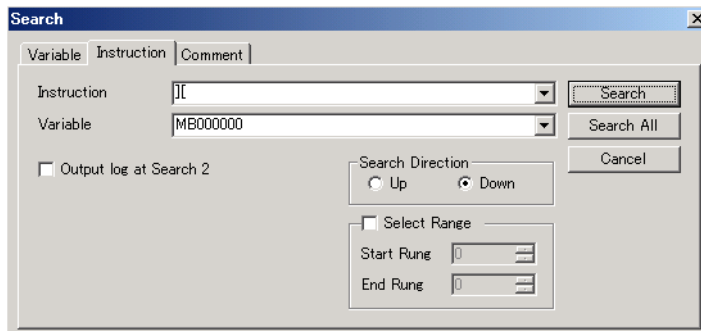 Search
Variable Instruction Comment
Instruction ][ Search
Variable MB000000 Search All
Cancel
Output log at Search 2
Search Direction
Up Down
Select Range
Start Rung 0
End Rung 0